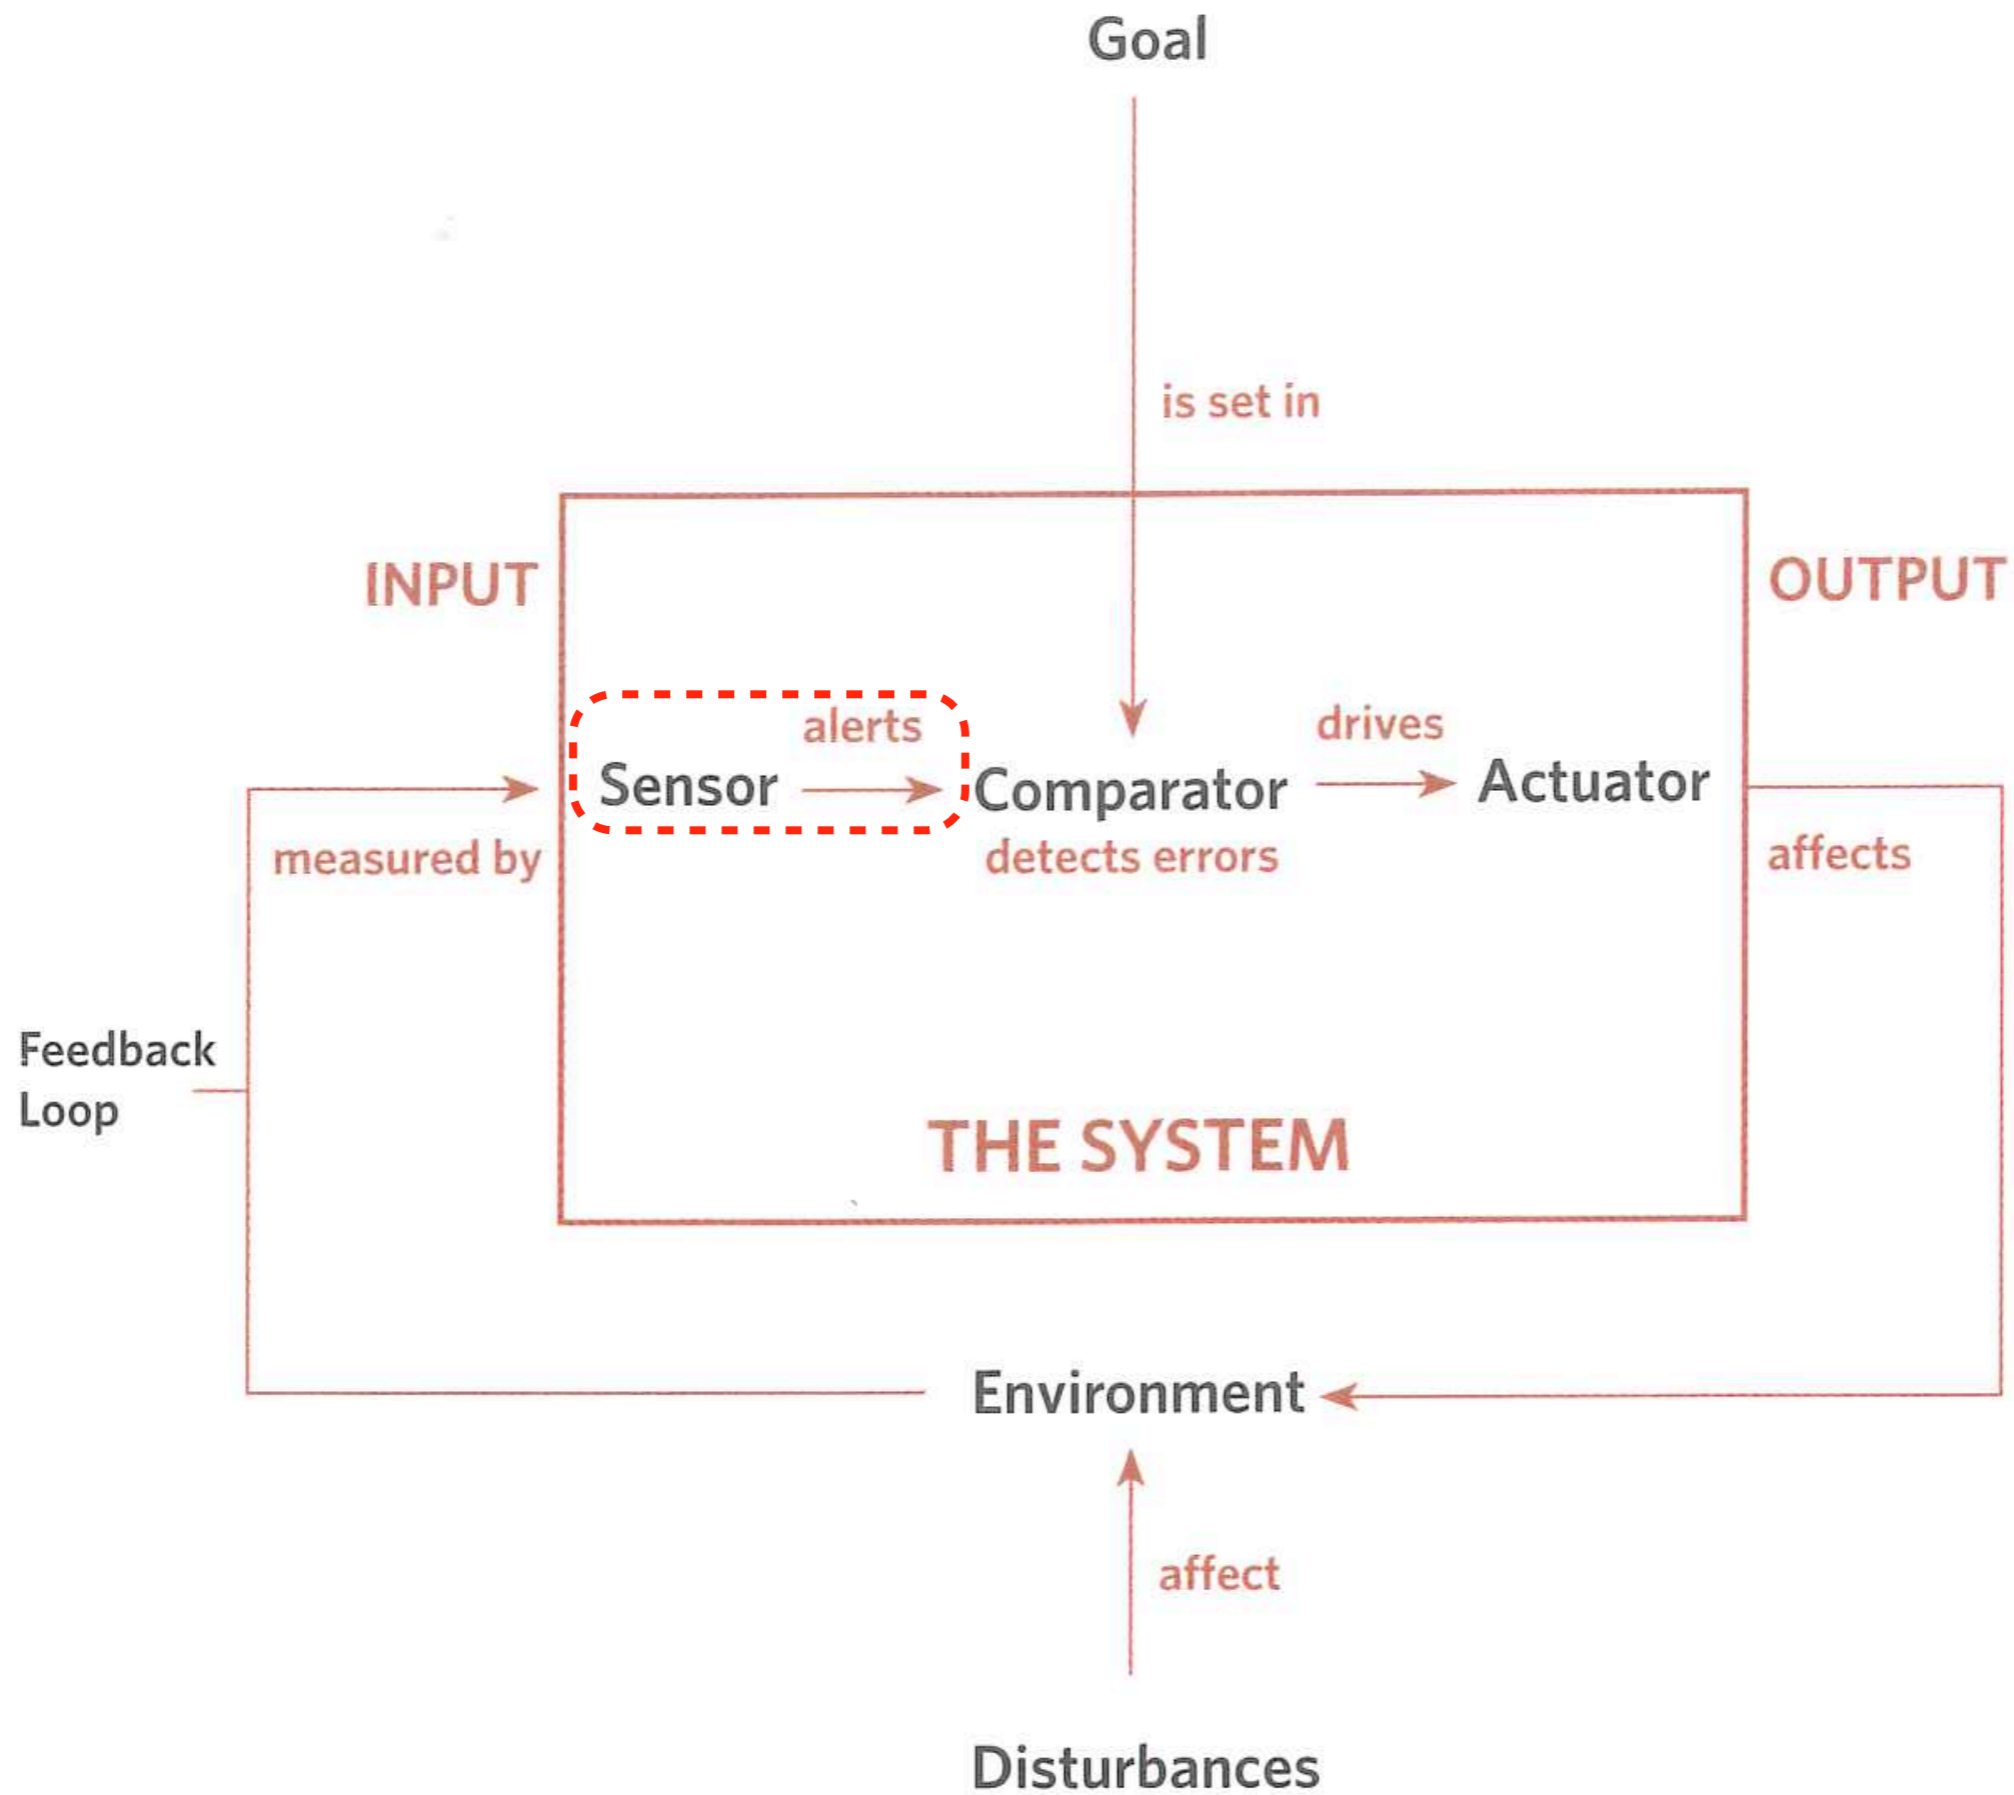 Goal
is set in
INPUT
OUTPUT
alerts
drives
Sensor
Comparator
Actuator
measured by
detects errors
affects
Feedback
Loop
THE SYSTEM
Environment
affect
Disturbances